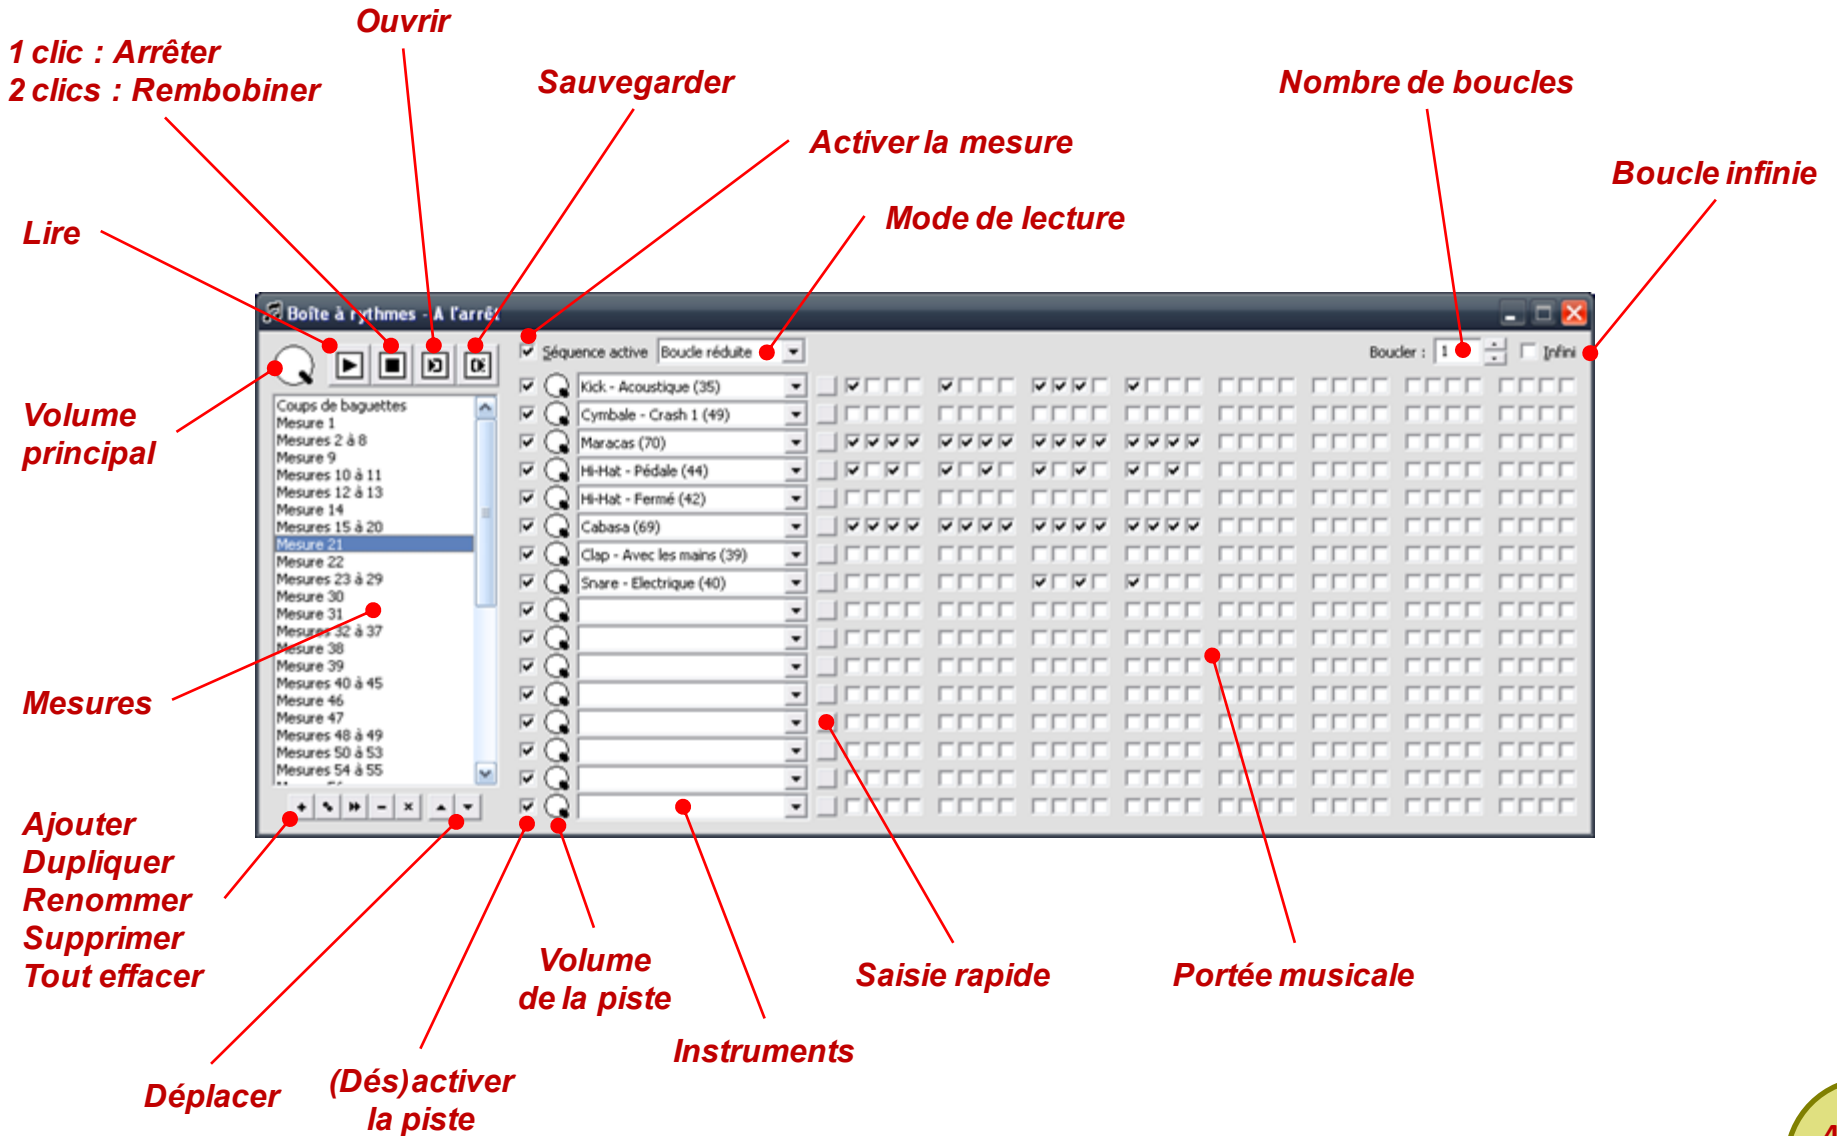 Ouvrir
1 clic : Arrêter
2 clics : Rembobiner
Sauvegarder
Nombre de boucles
Activer la mesure
Boucle infinie
Mode de lecture
Lire
Boîte à rythmes - A l'arrêt
Séquence active
Boucle réduite
Boucler :
1
Infini
Volume
principal
Coups de baguettes
Mesure 1
Mesures 2 à 8
Mesure 9
Mesures 10 à 11
Mesures 12 à 13
Mesure 14
Mesures 15 à 20
Mesure 21
Mesure 22
Mesures 23 à 29
Mesure 30
Mesure 31
Mesures 32 à 37
Mesure 38
Mesure 39
Mesures 40 à 45
Mesure 46
Mesure 47
Mesures 48 à 49
Mesures 50 à 53
Mesures 54 à 55
Kick - Acoustique (35)
Cymbale - Crash 1 (49)
Maracas (70)
Hi-Hat - Pédale (44)
Hi-Hat - Fermé (42)
Cabasa (69)
Clap - Avec les mains (39)
Snare - Electrique (40)
Mesures
Ajouter
Dupliquer
Renommer
Supprimer
Tout effacer
Volume
de la piste
Saisie rapide
Portée musicale
Instruments
Déplacer
(Dés)activer
la piste